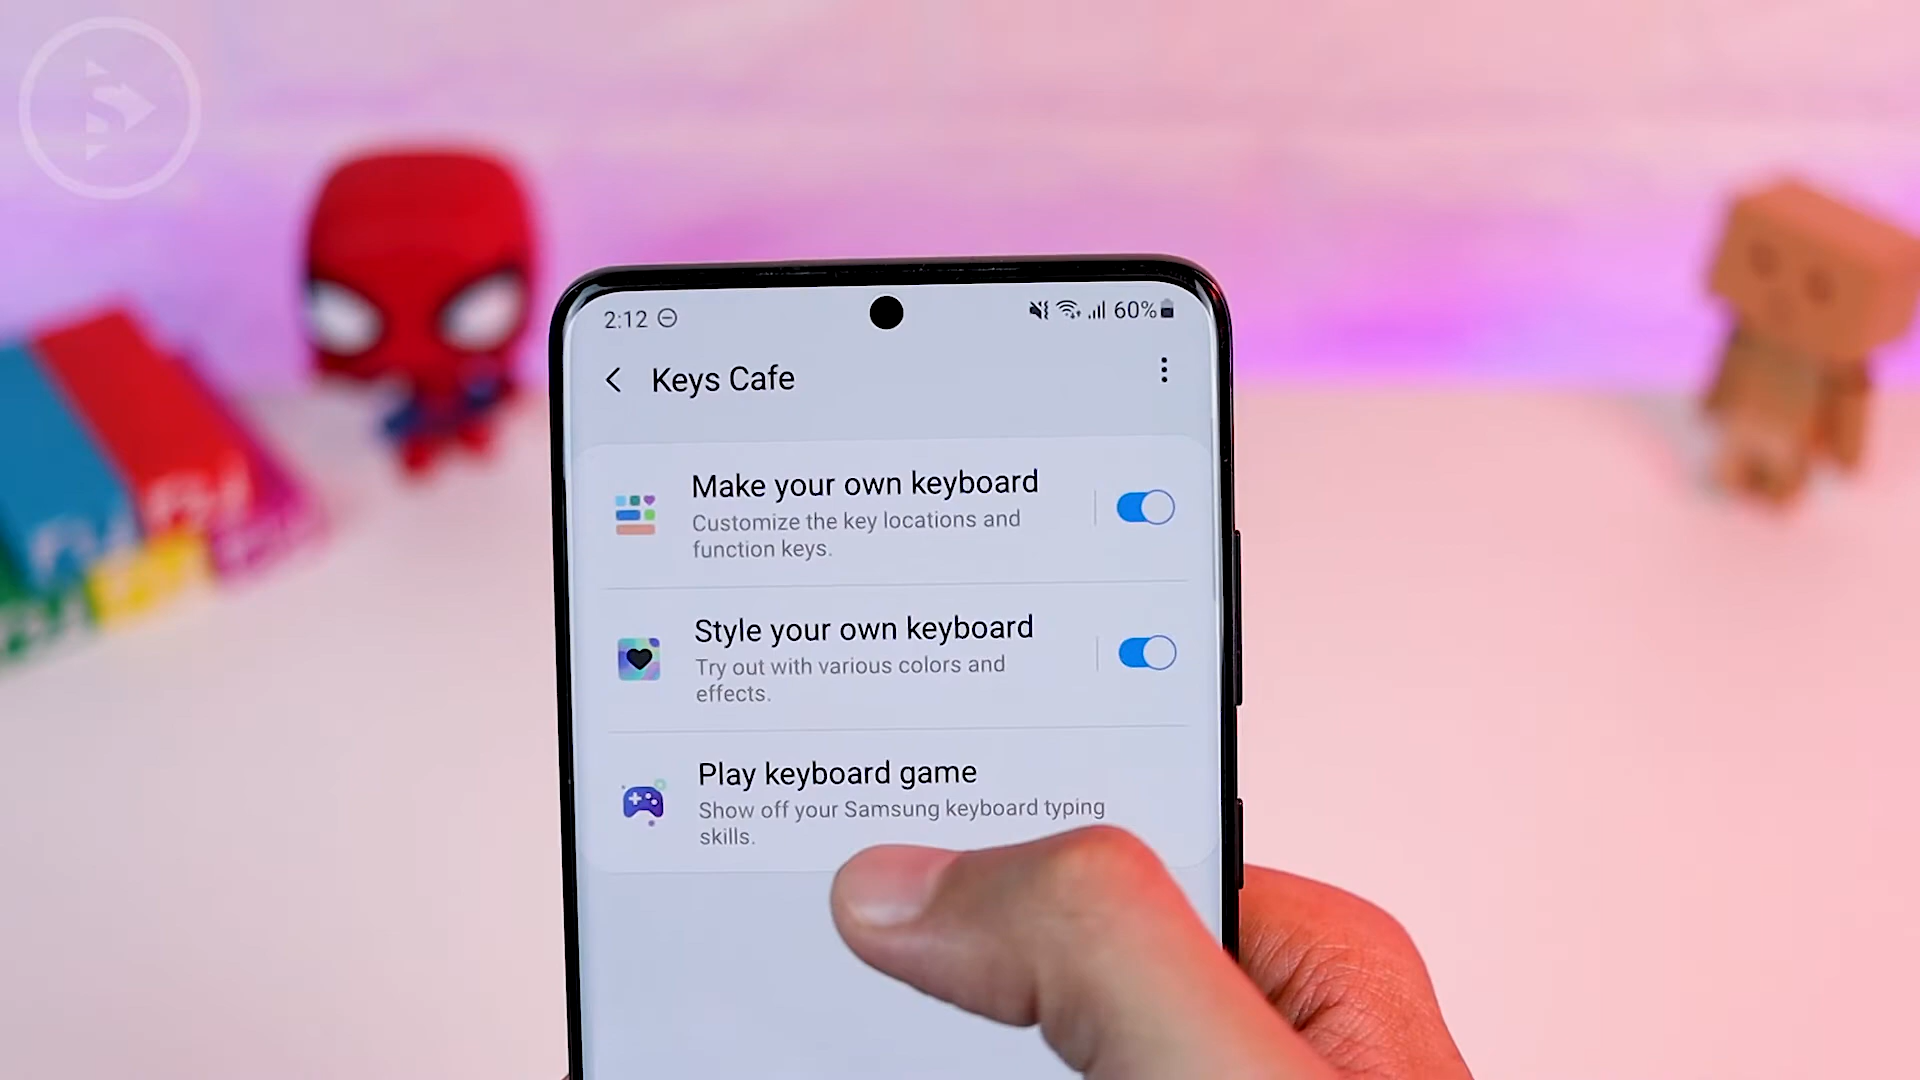 2:12 60%
Keys Cafe
Make your own keyboard
Customize the key locations and
function keys.
Style your own keyboard
Try out with various colors and
effects.
Play keyboard game
Show off your Samsung keyboard typing
skills.